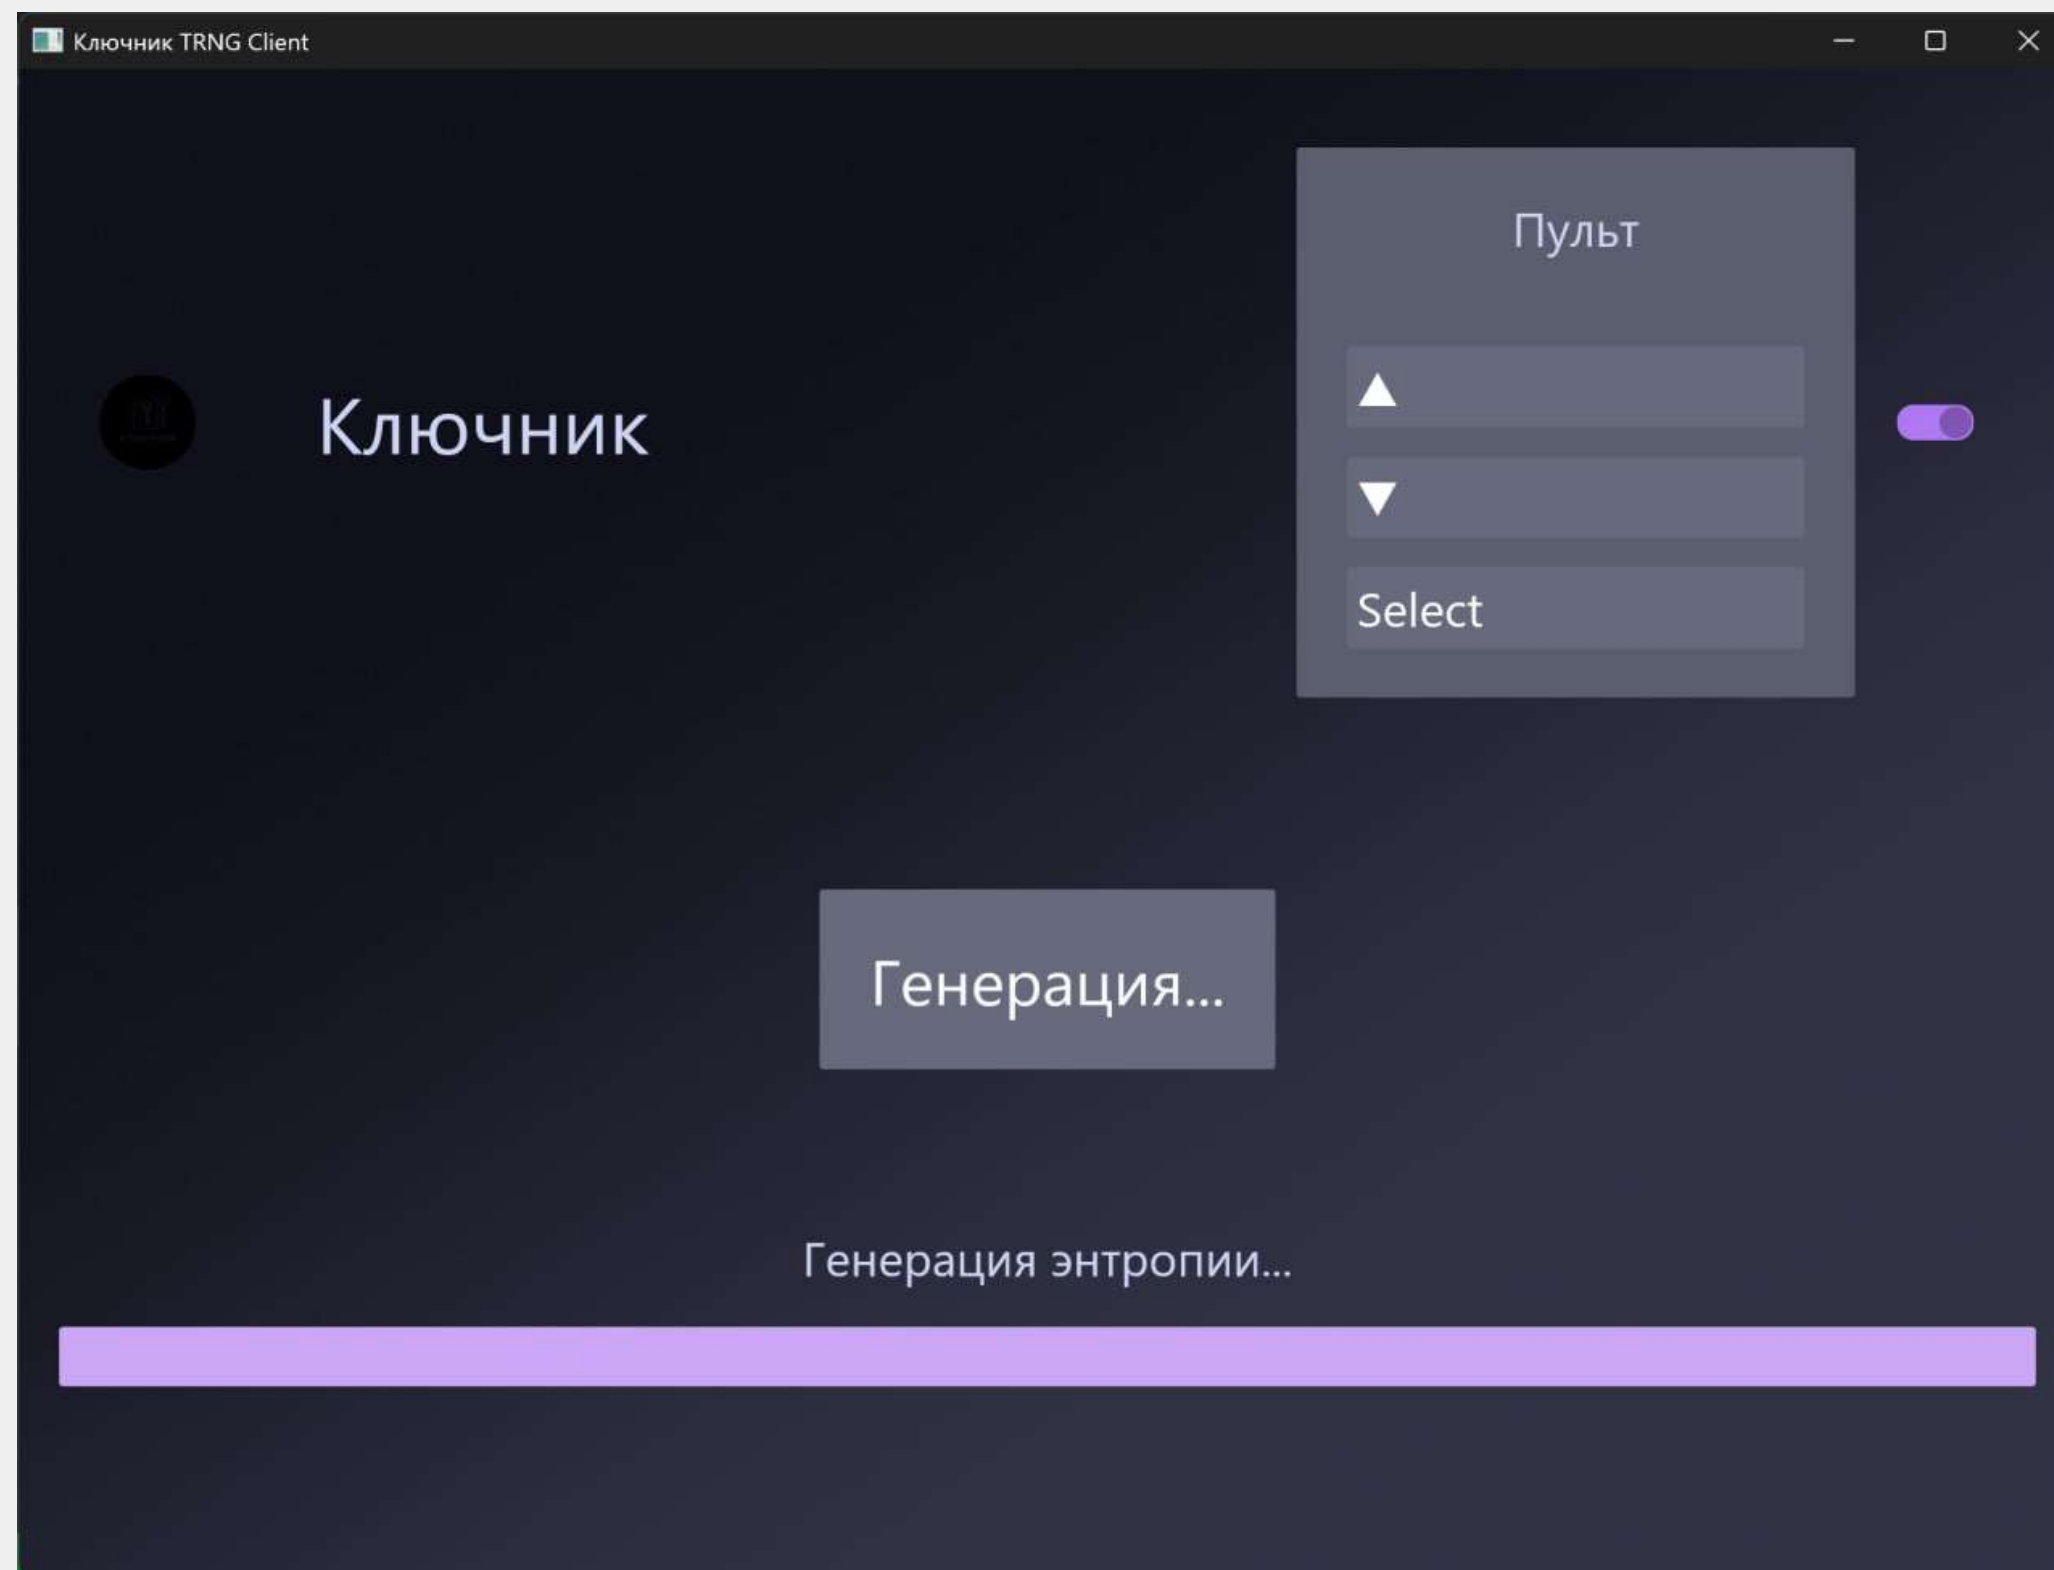 Ключник TRNG Client
Пульт
▲
Ключник
▼
Select
Генерация...
Генерация энтропии...